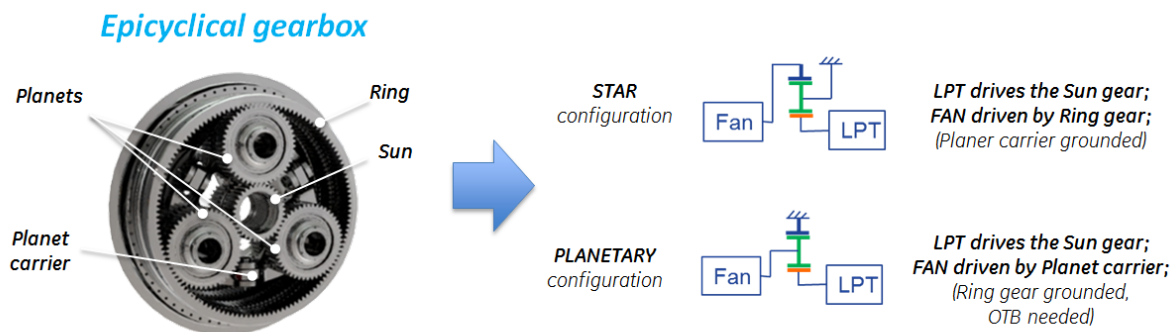 Epicyclical gearbox
Planets
Ring
Sun
Planet
carrier
STAR
configuration
Fan
LPT
LPT drives the Sun gear;
FAN driven by Ring gear;
(Planer carrier grounded)
PLANETARY
configuration
Fan
LPT
LPT drives the Sun gear;
FAN driven by Planet carrier;
(Ring gear grounded,
OTB needed)